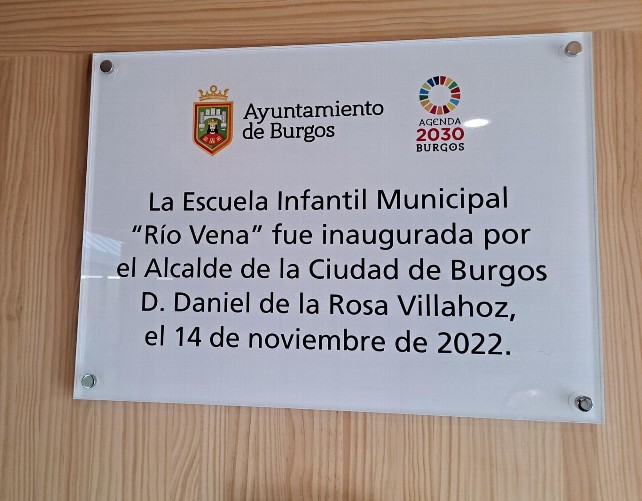 Ayuntamiento
de Burgos
AGENDA
2030
BURGOS
La Escuela Infantil Municipal
“Río Vena” fue inaugurada por
el Alcalde de la Ciudad de Burgos
D. Daniel de la Rosa Villahoz,
el 14 de noviembre de 2022.